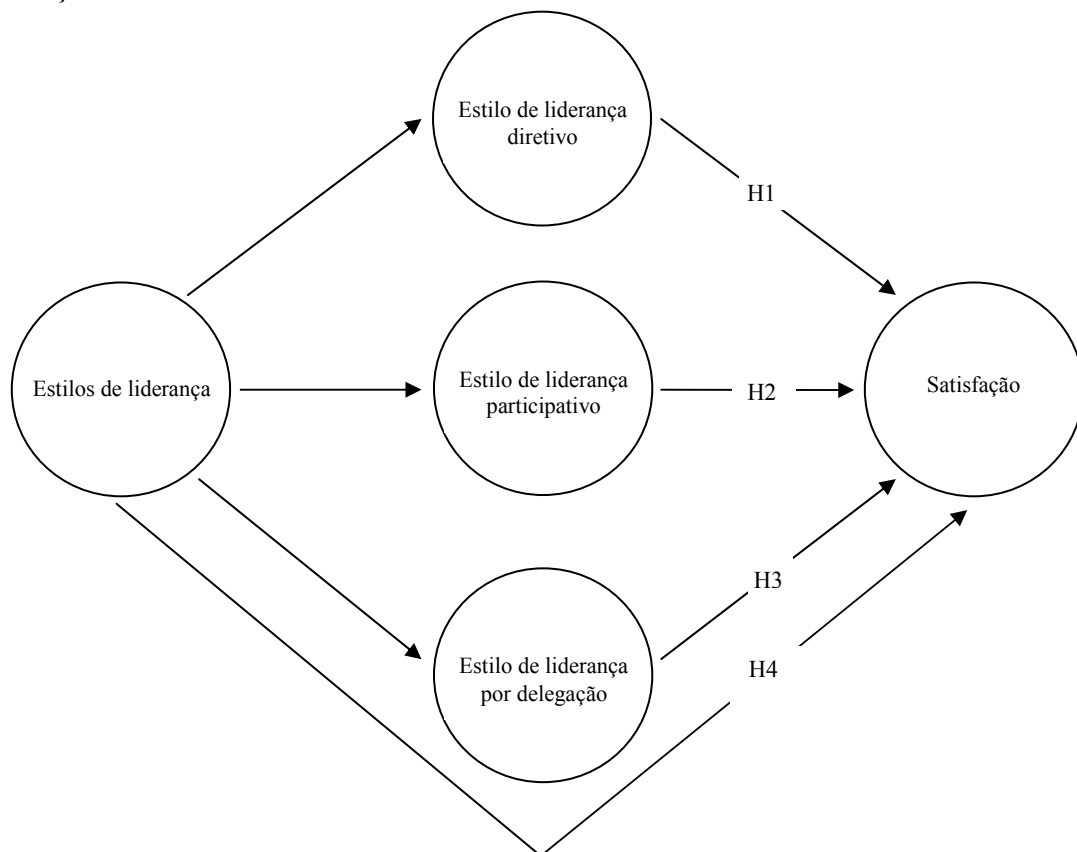 Estilo de liderança
diretivo
H1
Estilos de liderança
Estilo de liderança
participativo
H2
Satisfação
H3
Estilo de liderança
por delegação
H4